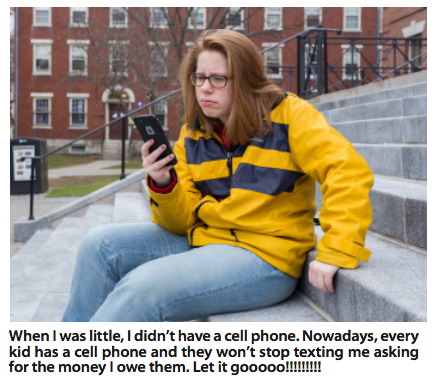 When I was little, I didn't have a cell phone. Nowadays, every
kid has a cell phone and they won't stop texting me asking
for the money I owe them. Let it gooooo!!!!!!!!!